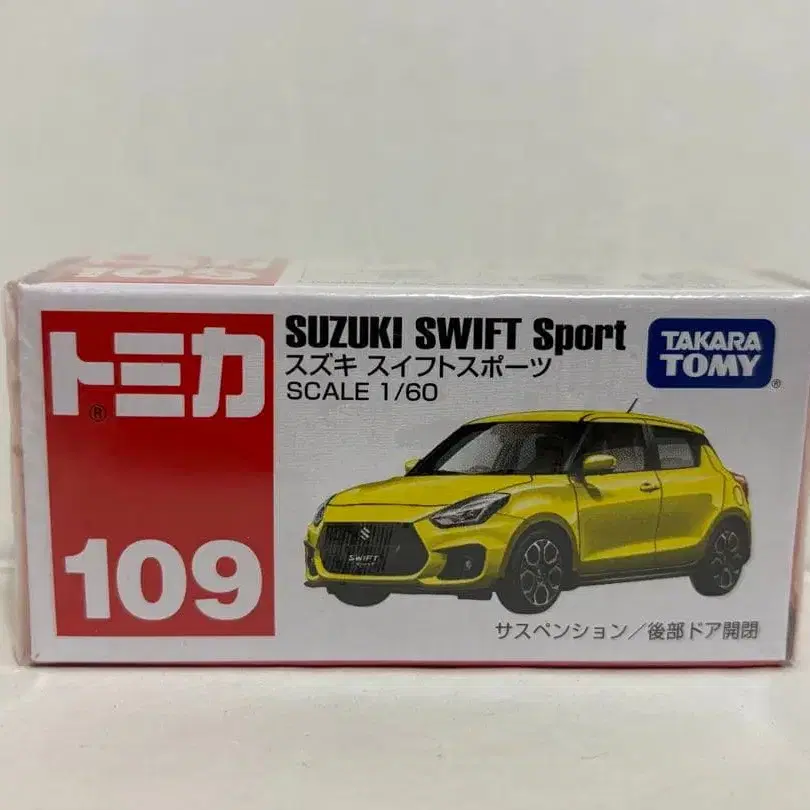 トミカ
®
109
SUZUKI SWIFT Sport
スズキ スイフトスポーツ
SCALE 1/60
TAKARA
TOMY
®
SWIFT
サスペンション/後部ドア開閉